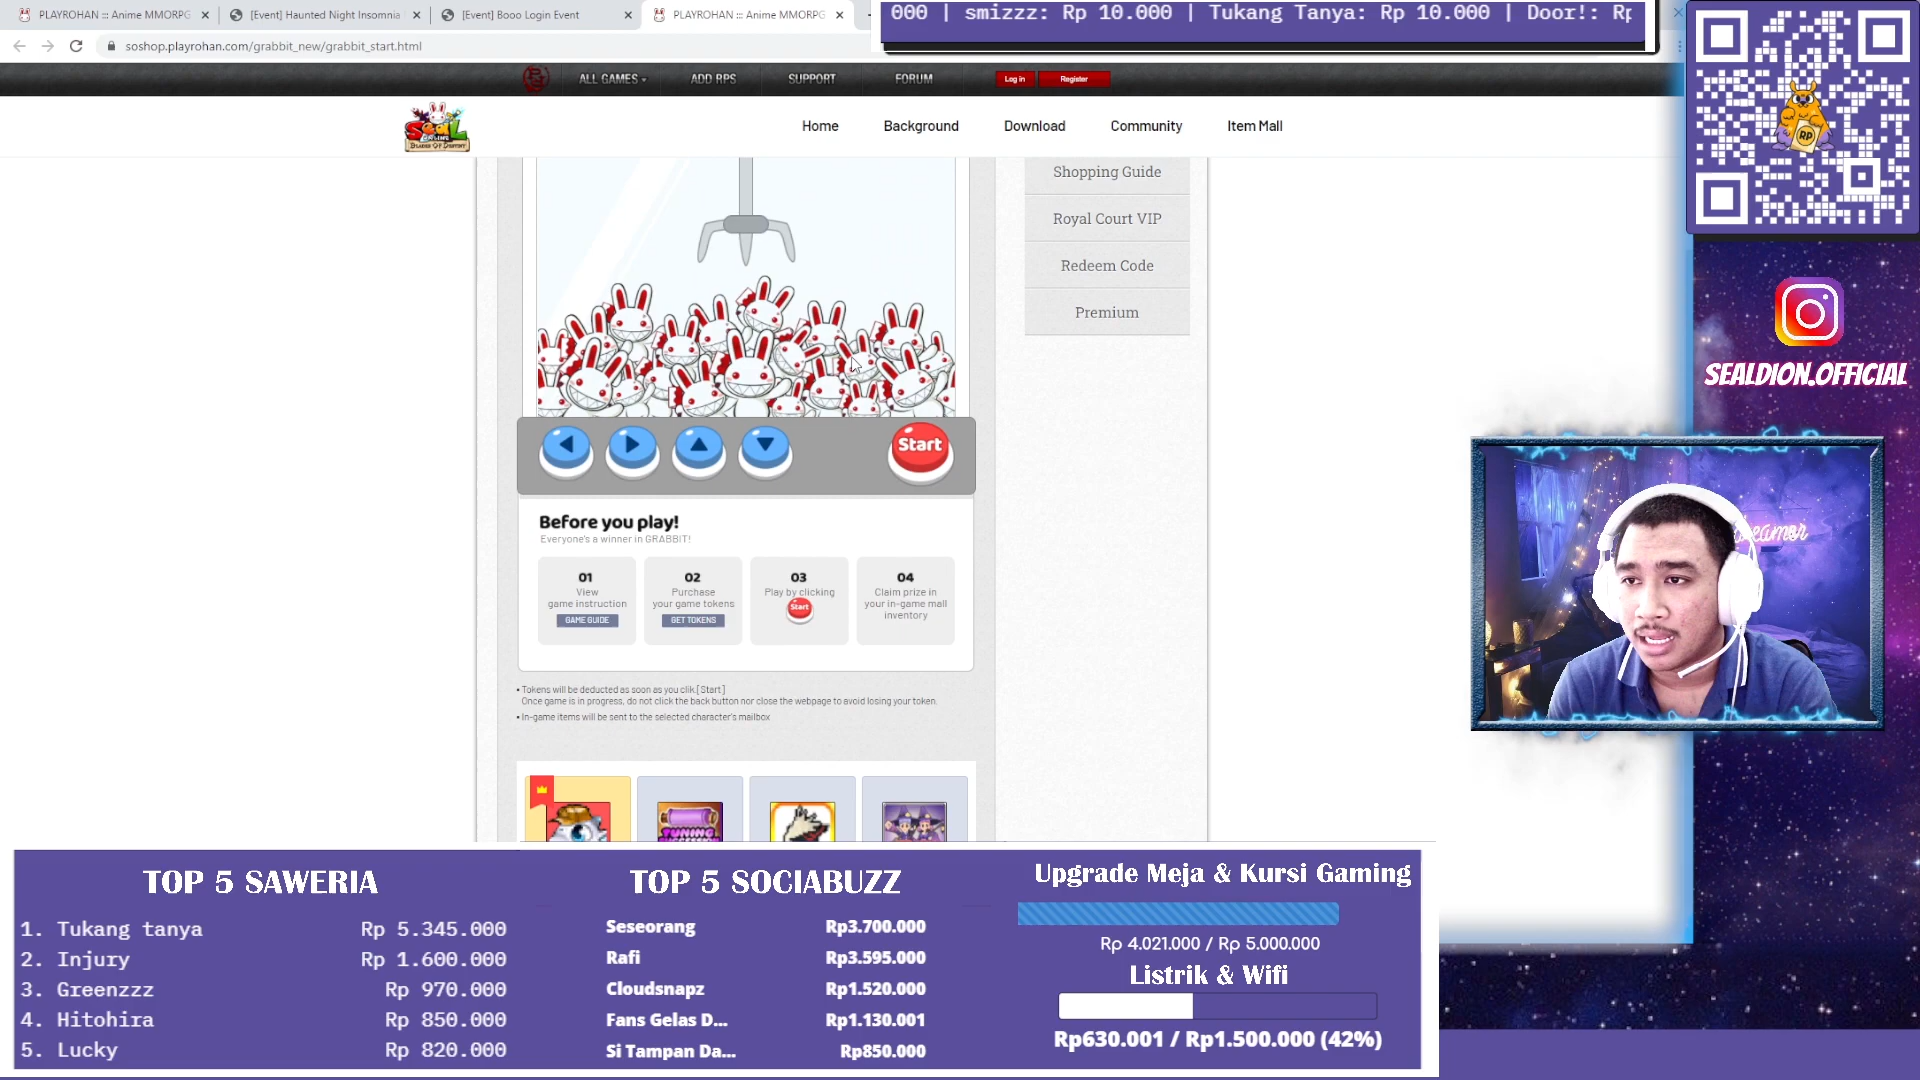 PLAYROHAN ::: Anime MMORPG
[Event] Haunted Night Insomnia
[Event] Booo Login Event
PLAYROHAN ::: Anime MMORPG
000 | smizzz: Rp 10.000 | Tukang Tanya: Rp 10.000 | Door!: Rp
soshop.playrohan.com/grabbit_new/grabbit_start.html
ALL GAMES
ADD RPS
SUPPORT
FORUM
Log in
Register
SeaL
ONLINE
BLADES OF DESTINY
Home
Background
Download
Community
Item Mall
RP
Shopping Guide
Royal Court VIP
Redeem Code
Premium
SEALDION.OFFICIAL
Start
Before you play!
Everyone's a winner in GRABBIT!
01
View
game instruction
GAME GUIDE
02
Purchase
your game tokens
GET TOKENS
03
Play by clicking
Start
04
Claim prize in
your in-game mall
inventory
• Tokens will be deducted as soon as you clik [Start]
Once game is in progress, do not click the back button nor close the webpage to avoid losing your token.
• In-game items will be sent to the selected character's mailbox
TUNING
TOP 5 SAWERIA
1. Tukang tanya Rp 5.345.000
2. Injury Rp 1.600.000
3. Greenzzz Rp 970.000
4. Hitohira Rp 850.000
5. Lucky Rp 820.000
TOP 5 SOCIABUZZ
Seseorang Rp3.700.000
Rafi Rp3.595.000
Cloudsnapz Rp1.520.000
Fans Gelas D... Rp1.130.001
Si Tampan Da... Rp850.000
Upgrade Meja & Kursi Gaming
Rp 4.021.000 / Rp 5.000.000
Listrik & Wifi
Rp630.001 / Rp1.500.000 (42%)